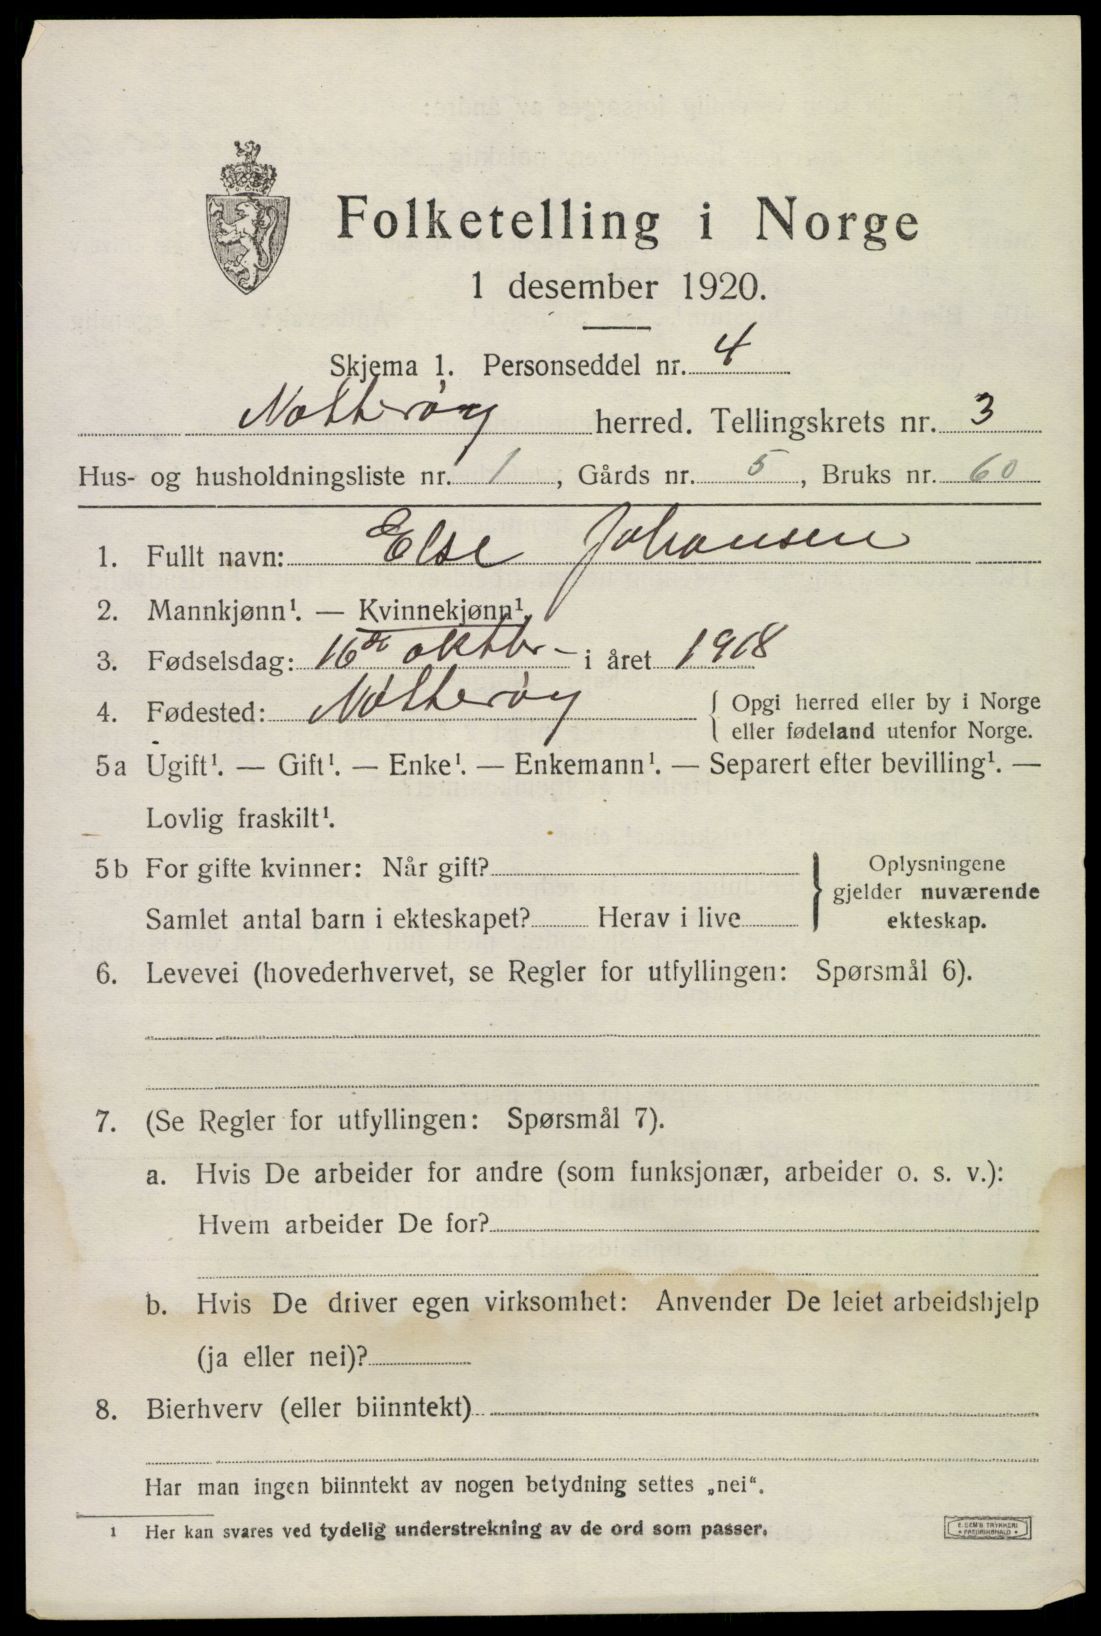 Folketelling i Norge
1 desember 1920.
Skjema 1. Personseddel nr. 4
Nøtterøy herred. Tellingskrets nr. 3
Hus- og husholdningsliste nr. 1, Gårds nr. 5, Bruks nr. 60
1. Fullt navn: Else Johansen
2. Mannkjønn¹. — Kvinnekjønn¹.
3. Fødselsdag: 16de oktbr - i året 1918
4. Fødested: Nøtterøy { Opgi herred eller by i Norge
eller fødeland utenfor Norge.
5a Ugift¹. — Gift¹. — Enke¹. — Enkemann¹. — Separert efter bevilling¹. —
Lovlig fraskilt¹.
5b For gifte kvinner: Når gift?
Samlet antal barn i ekteskapet? Herav i live
} Oplysningene
gjelder nuværende
ekteskap.
6. Levevei (hovederhvervet, se Regler for utfyllingen: Spørsmål 6).
7. (Se Regler for utfyllingen: Spørsmål 7).
a. Hvis De arbeider for andre (som funksjonær, arbeider o. s. v.):
Hvem arbeider De for?
b. Hvis De driver egen virksomhet: Anvender De leiet arbeidshjelp
(ja eller nei)?
8. Bierhverv (eller biinntekt)
Har man ingen biinntekt av nogen betydning settes „nei“.
¹ Her kan svares ved tydelig understrekning av de ord som passer.
E. SEM'S TRYKKERI
FREDRIKSHALD